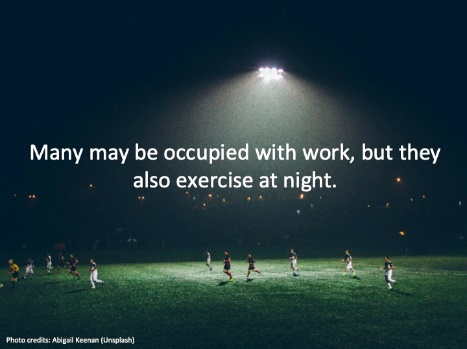 Many may be occupied with work, but they
also exercise at night.
Photo credits: Abigail Keenan (Unsplash)